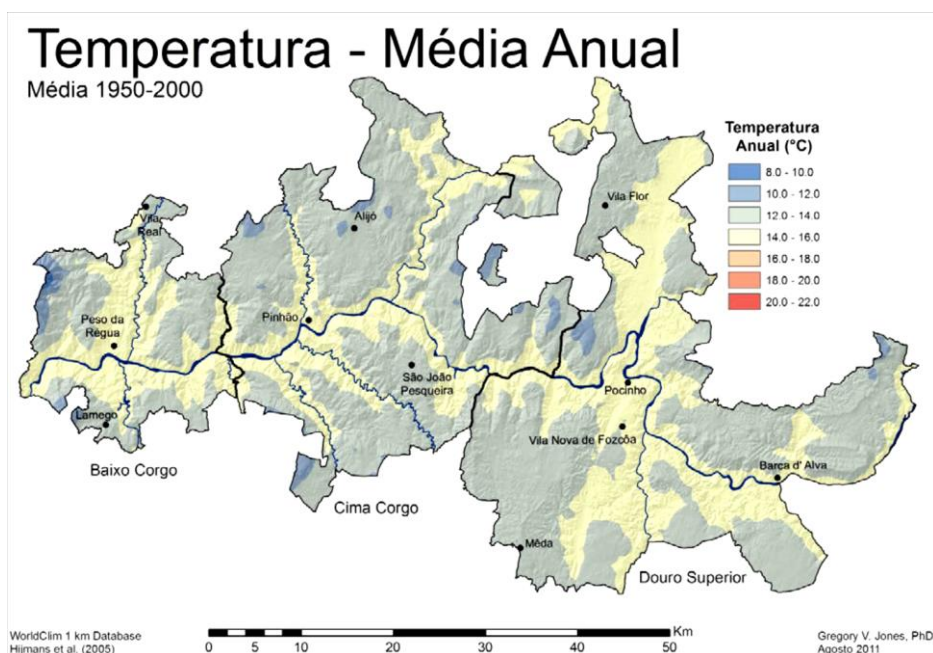 Temperatura - Média Anual
Média 1950-2000
Temperatura
Anual (°C)
8.0 - 10.0
10.0 - 12.0
12.0 - 14.0
14.0 - 16.0
16.0 - 18.0
18.0 - 20.0
20.0 - 22.0
Vila Flor
Vila
Real
Alijó
Pinhão
Peso da
Régua
São João
Pesqueira
Pocinho
Lamego
Vila Nova de Fozcôa
Baixo Corgo
Barca d' Alva
Cima Corgo
Mêda
Douro Superior
Km
0 5 10 20 30 40 50
WorldClim 1 km Database
Hijmans et al. (2005)
Gregory V. Jones, PhD
Agosto 2011